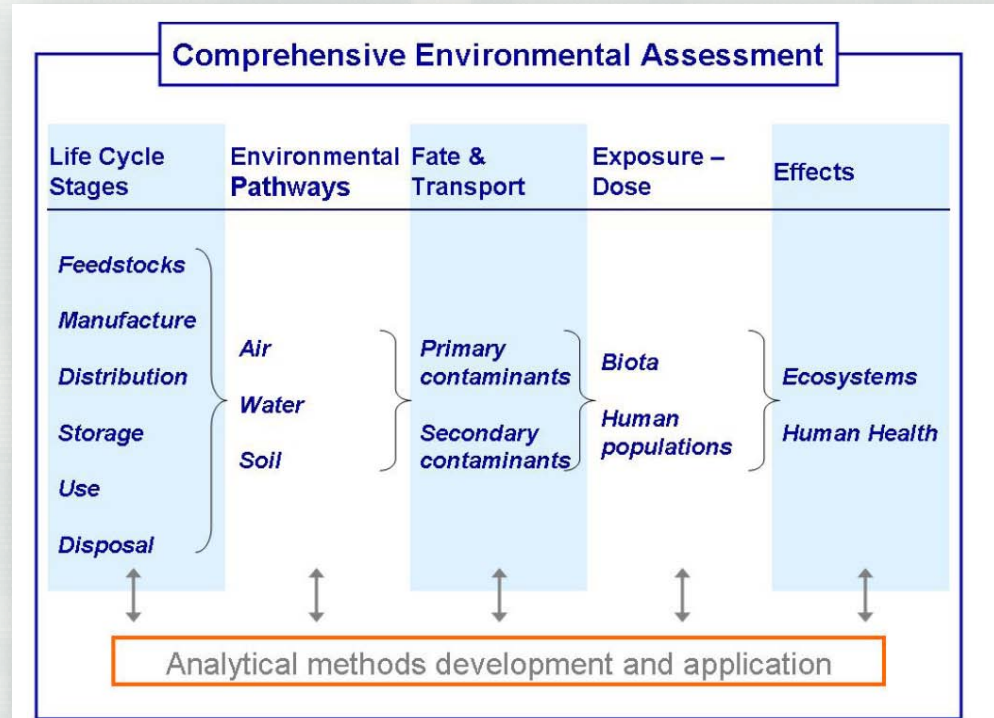 Comprehensive Environmental Assessment
Life Cycle
Stages
Environmental
Pathways
Fate &
Transport
Exposure –
Dose
Effects
Feedstocks
Manufacture
Distribution
Storage
Use
Disposal
Air
Water
Soil
Primary
contaminants
Secondary
contaminants
Biota
Human
populations
Ecosystems
Human Health
Analytical methods development and application